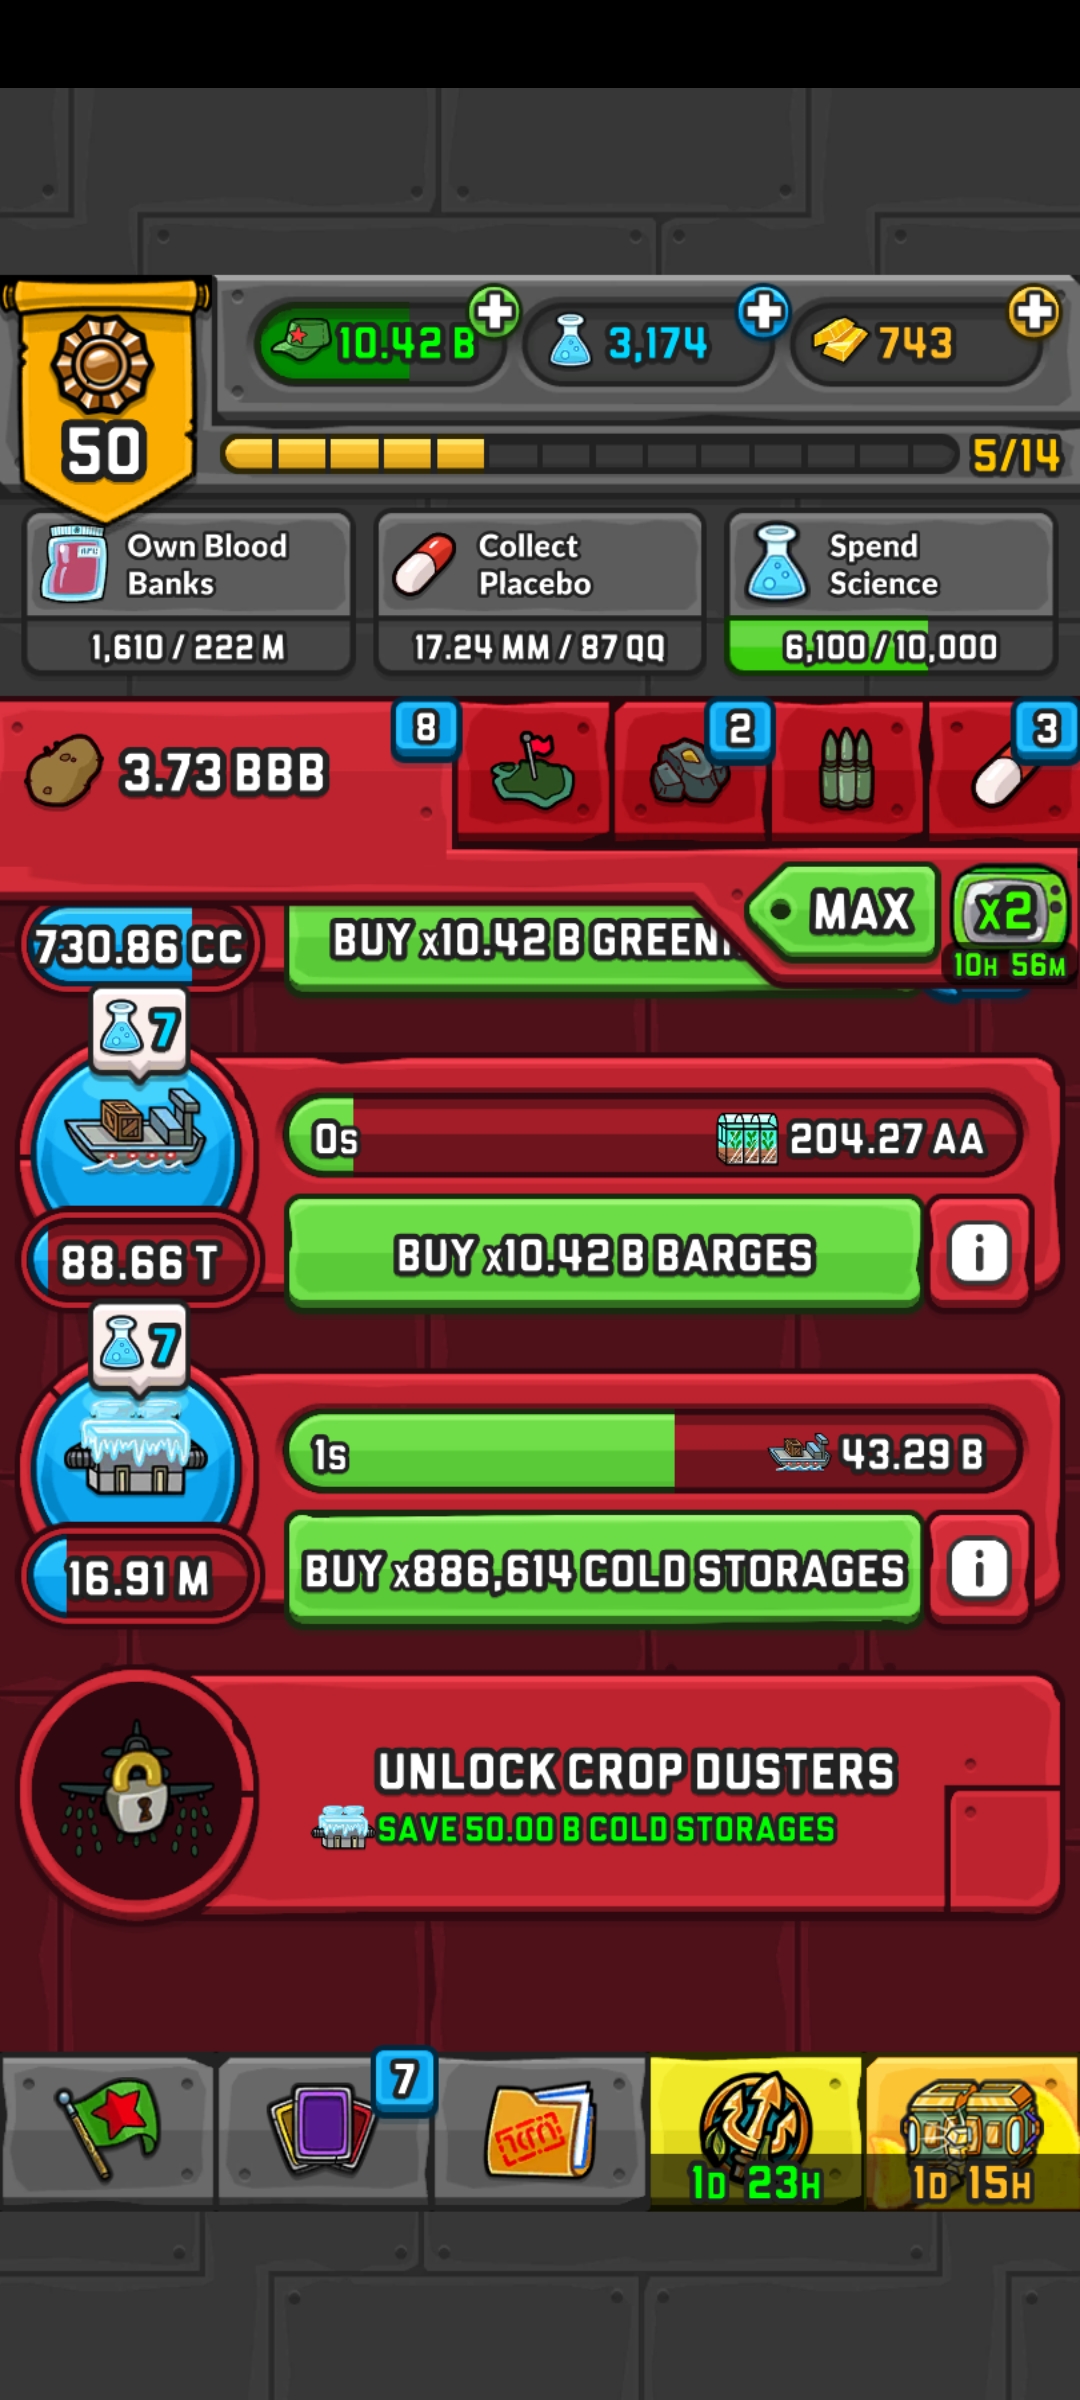 10.42 B
3,174
743
50
5/14
Own Blood
Banks
Collect
Placebo
Spend
Science
1,610 / 222 M
17.24 MM / 87 QQ
6,100 / 10,000
3.73 BBB
8
2
3
MAX
x2
10H 56M
730.86 CC
BUY x10.42 B GREEN
7
0s
204.27 AA
88.66 T
BUY x10.42 B BARGES
i
7
1s
43.29 B
16.91 M
BUY x886,614 COLD STORAGES
i
UNLOCK CROP DUSTERS
SAVE 50.00 B COLD STORAGES
7
1D 23H
1D 15H